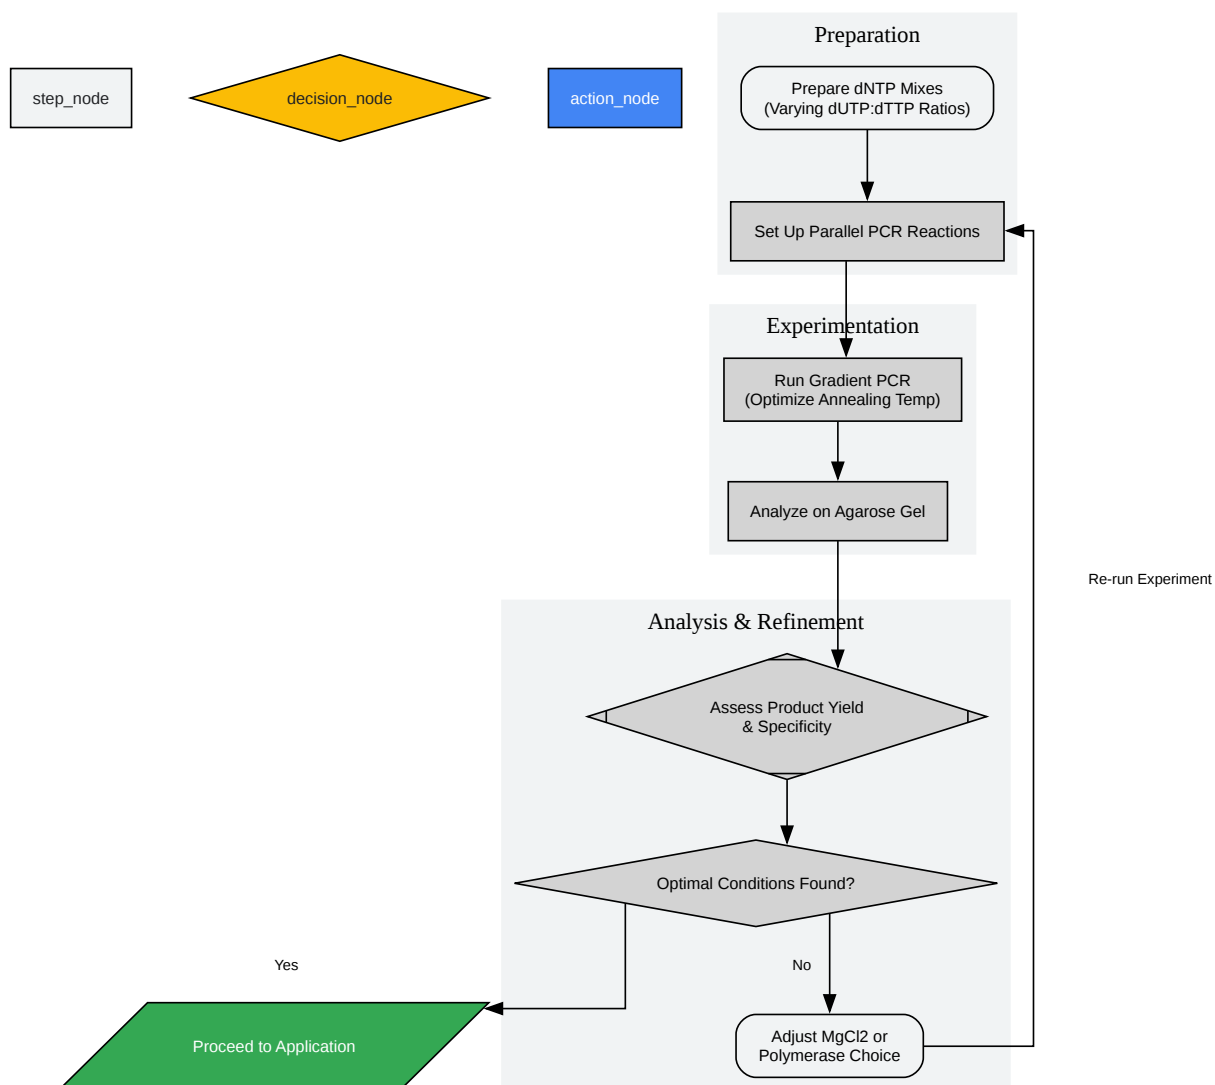 Preparation
step_node
decision_node
action_node
Prepare dNTP Mixes
(Varying dUTP:dTTP Ratios)
Set Up Parallel PCR Reactions
Experimentation
Run Gradient PCR
(Optimize Annealing Temp)
Analyze on Agarose Gel
Re-run Experiment
Analysis & Refinement
Assess Product Yield
& Specificity
Optimal Conditions Found?
Yes
No
Proceed to Application
Adjust MgCl2 or
Polymerase Choice